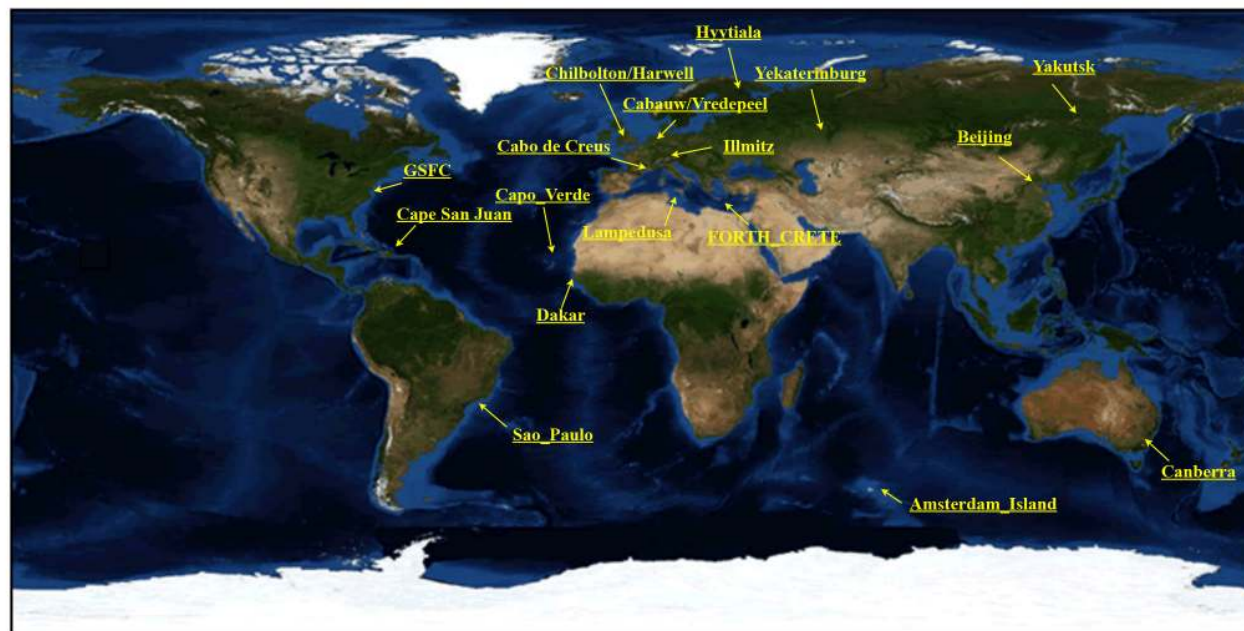 Hyytiala
Chilbolton/Harwell
Yekaterinburg
Yakutsk
Cabauw/Vredepeel
Cabo de Creus
Illmitz
Beijing
GSFC
Capo_Verde
Cape San Juan
Lampedusa
FORTH_CRETE
Dakar
Sao_Paulo
Canberra
Amsterdam_Island